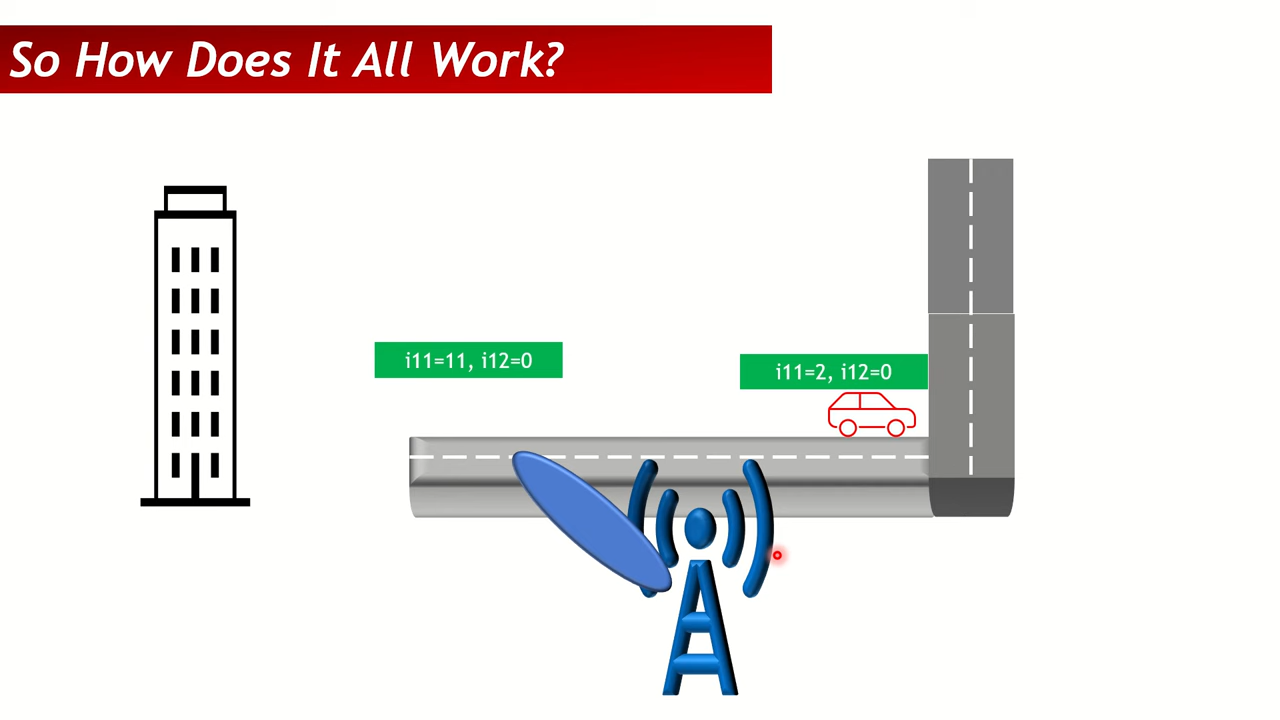 So How Does It All Work?
i11=11, i12=0
i11=2, i12=0